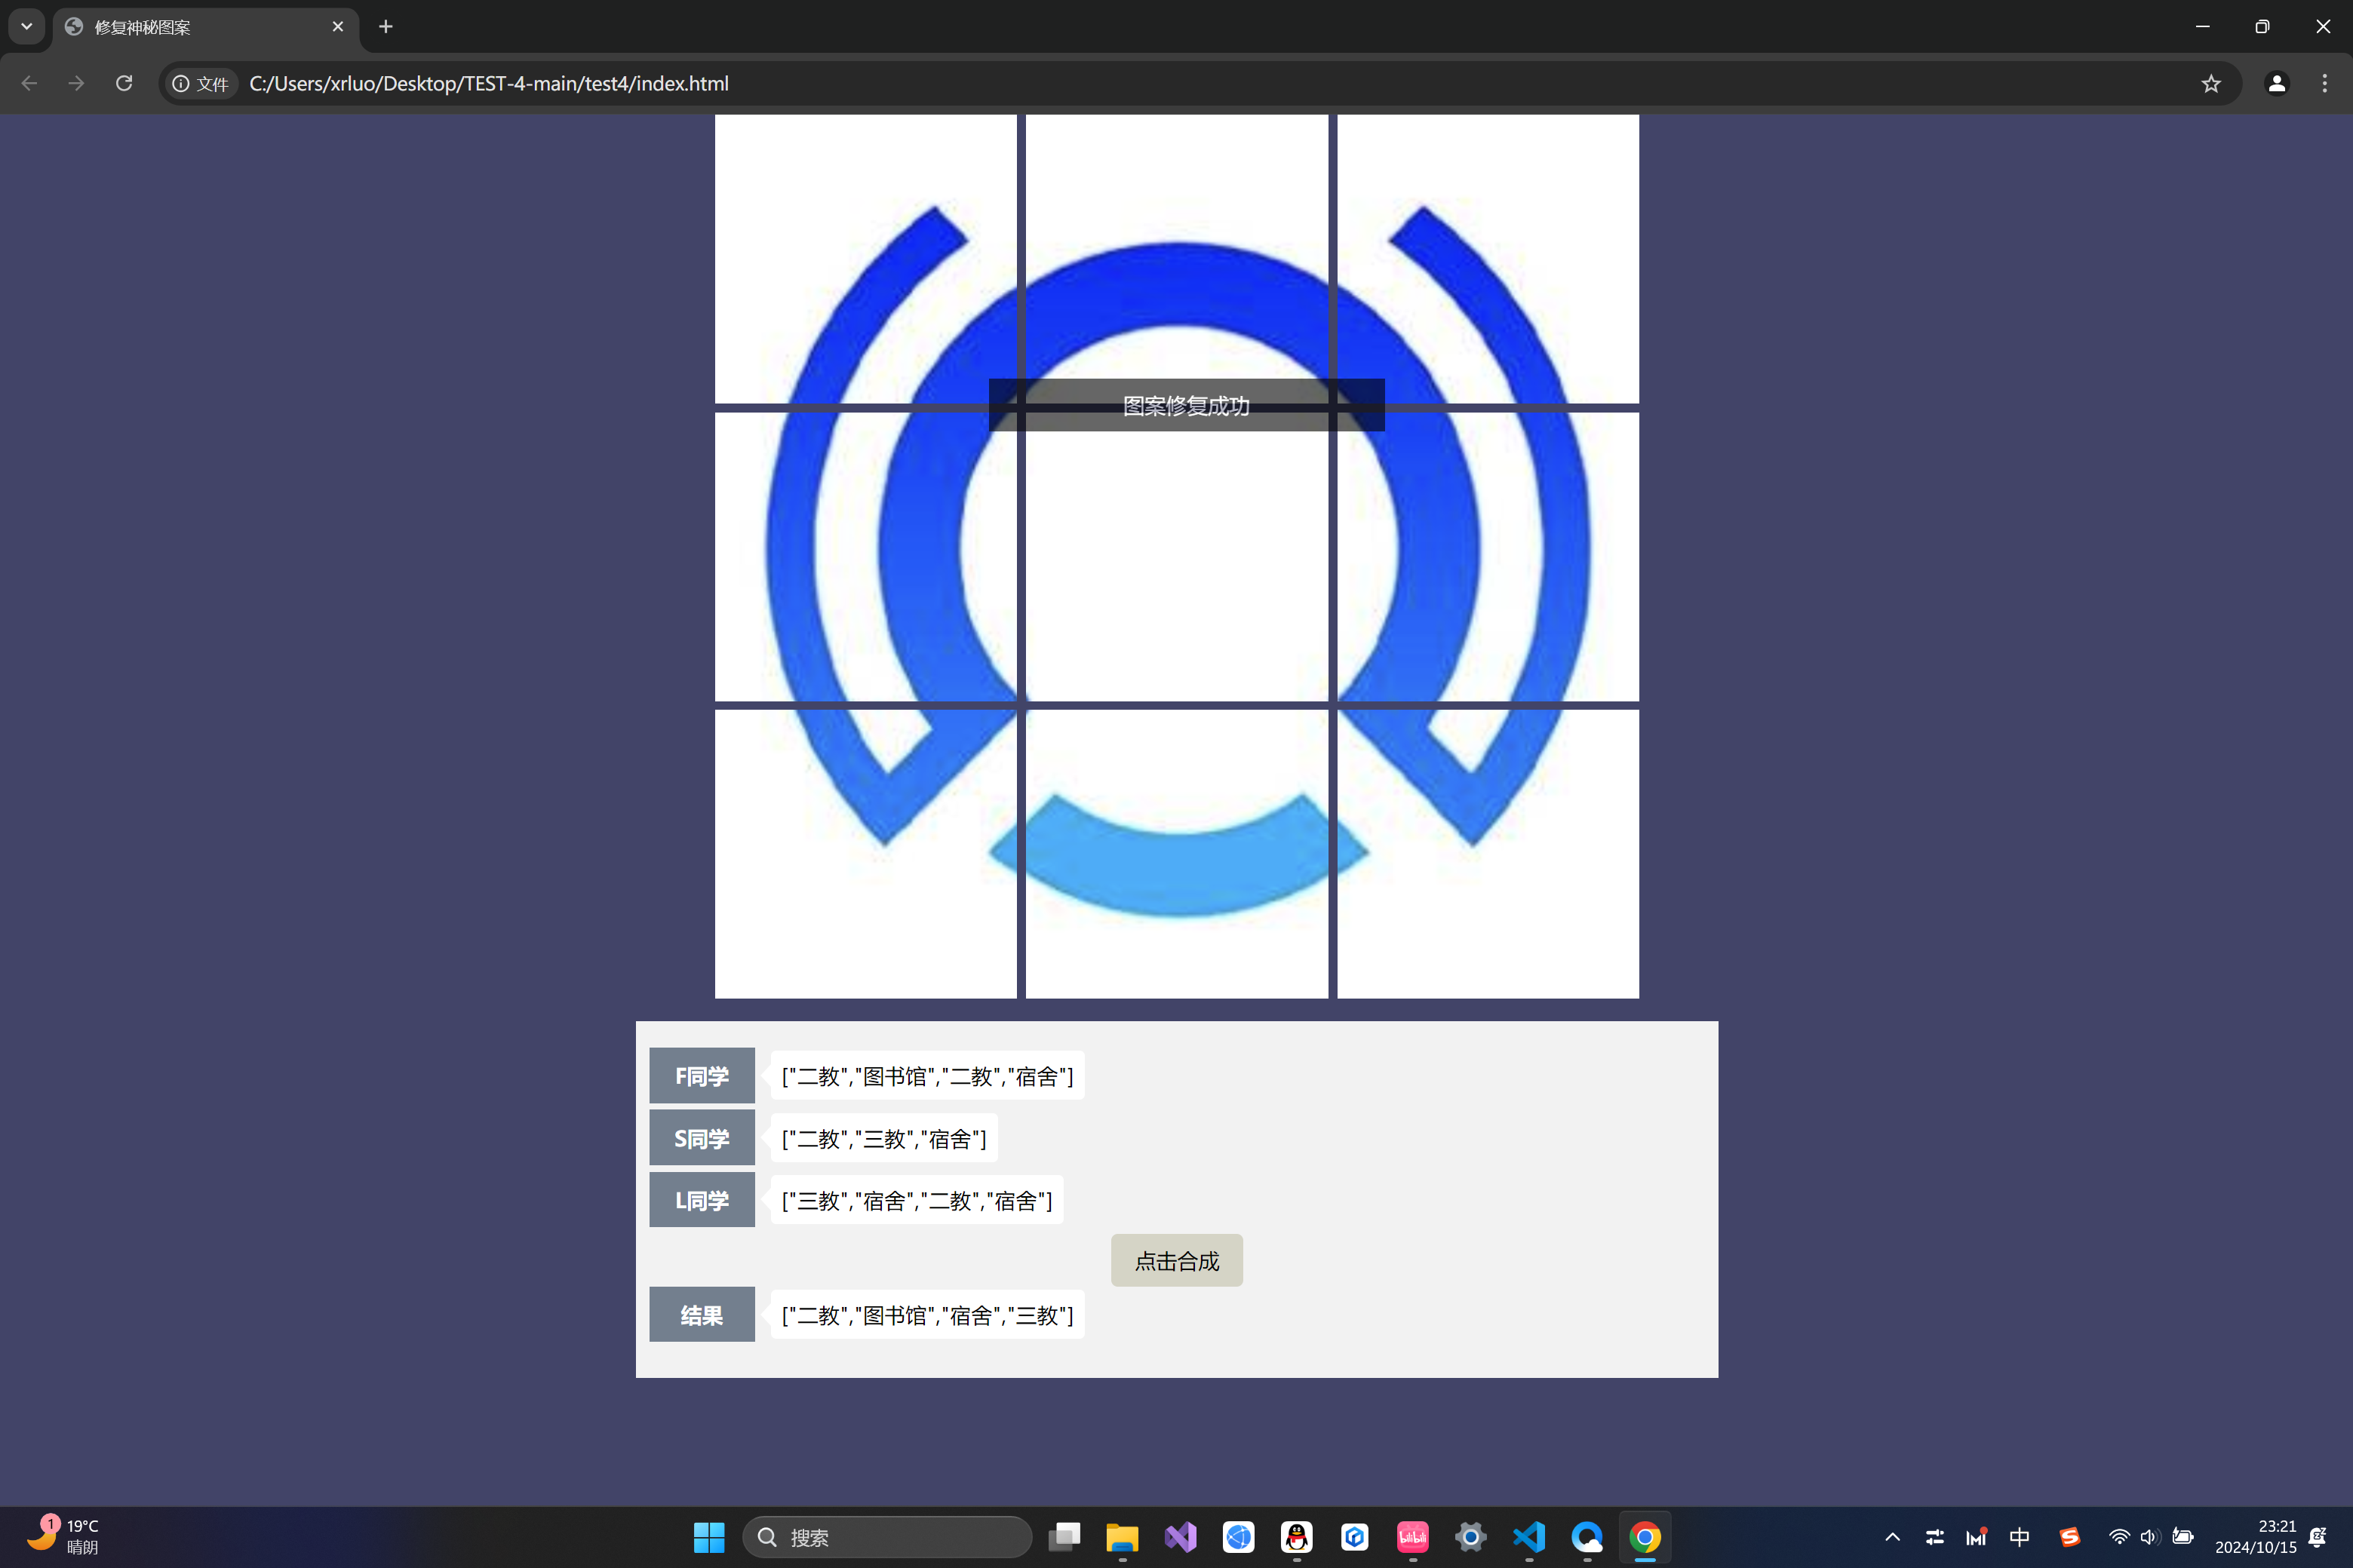 修复神秘图案
文件 C:/Users/xrluo/Desktop/TEST-4-main/test4/index.html
图案修复成功
F同学 ["二教","图书馆","二教","宿舍"]
S同学 ["二教","三教","宿舍"]
L同学 ["三教","宿舍","二教","宿舍"]
点击合成
结果 ["二教","图书馆","宿舍","三教"]
1 19°C
晴朗
搜索
bilibili
中
23:21
2024/10/15